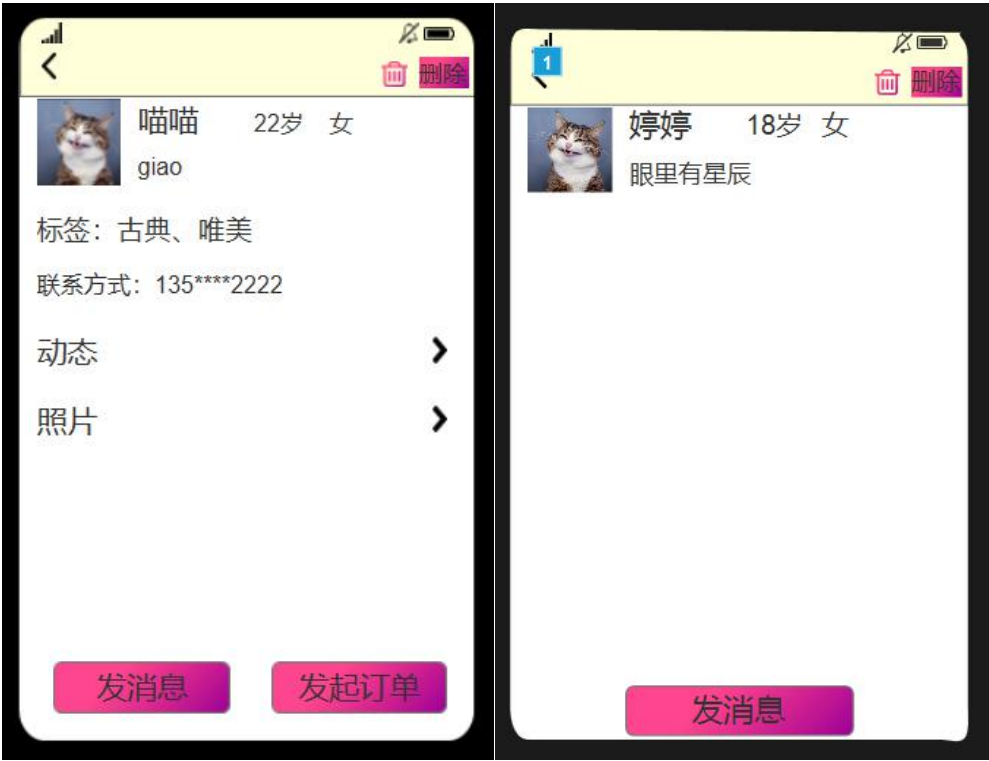 删除
喵喵 22岁 女
giao
标签：古典、唯美
联系方式：135****2222
动态
照片
发消息 发起订单
1
删除
婷婷 18岁 女
眼里有星辰
发消息